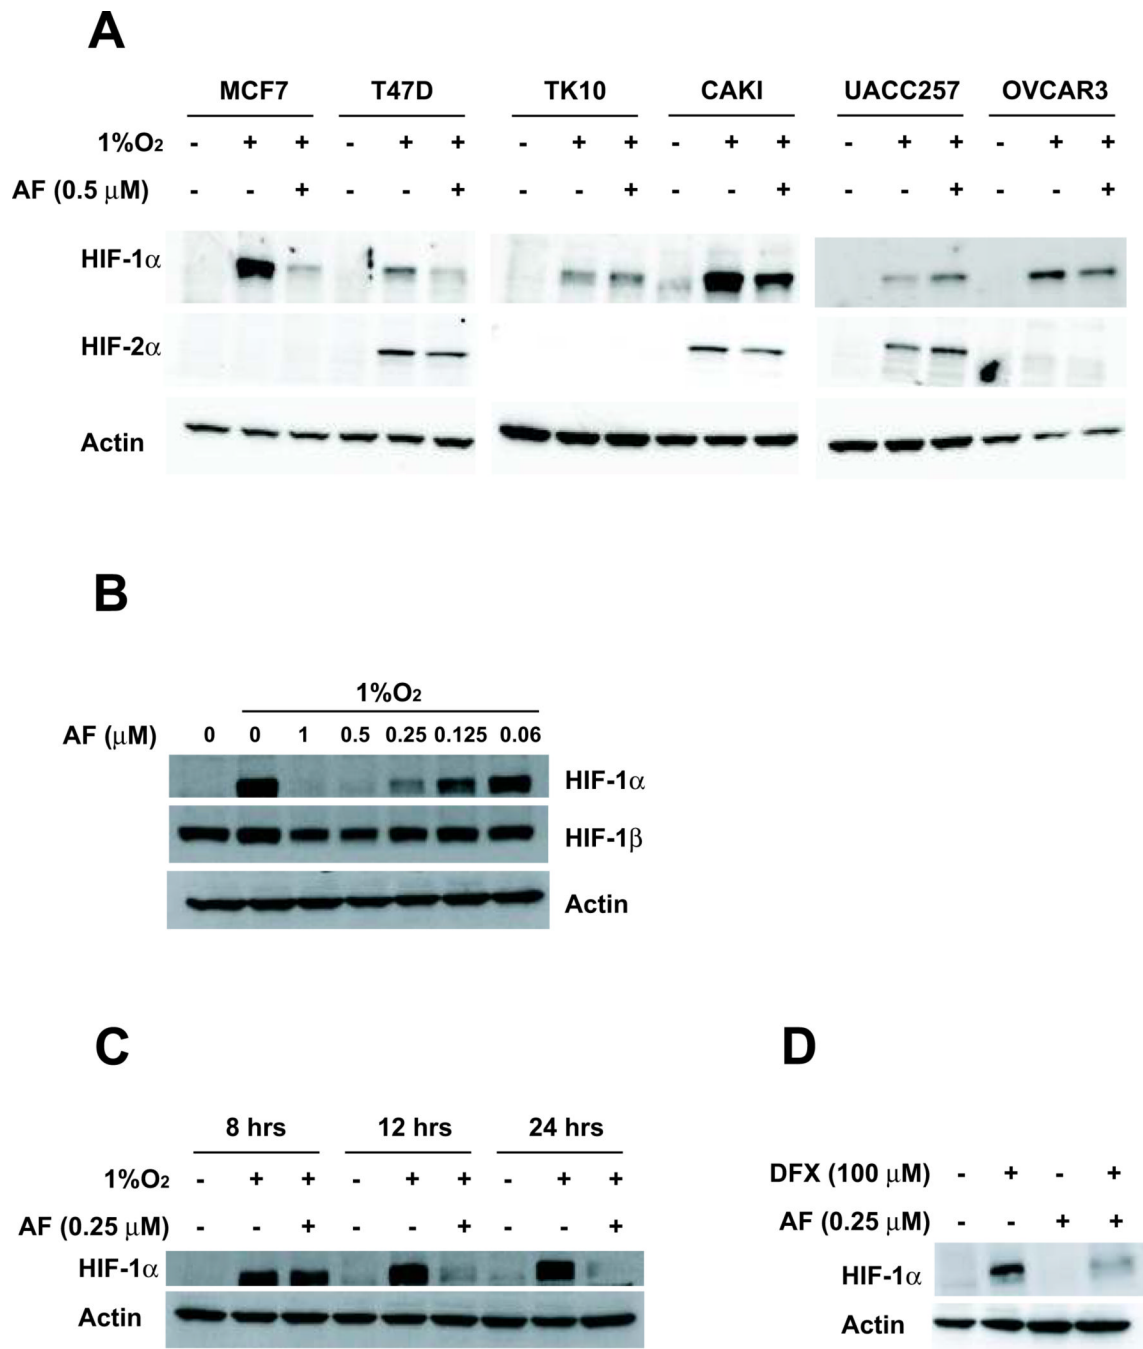 A
MCF7 T47D TK10 CAKI UACC257 OVCAR3
1%O2 - + + - + + - + + - + + - + + - + +
AF (0.5 μM) - - + - - + - - + - - + - - + - - +
HIF-1α
HIF-2α
Actin
B
1%O2
AF (μM) 0 0 1 0.5 0.25 0.125 0.06
HIF-1α
HIF-1β
Actin
C
8 hrs 12 hrs 24 hrs
1%O2 - + + - + + - + +
AF (0.25 μM) - - + - - + - - +
HIF-1α
Actin
D
DFX (100 μM) - + - +
AF (0.25 μM) - - + +
HIF-1α
Actin